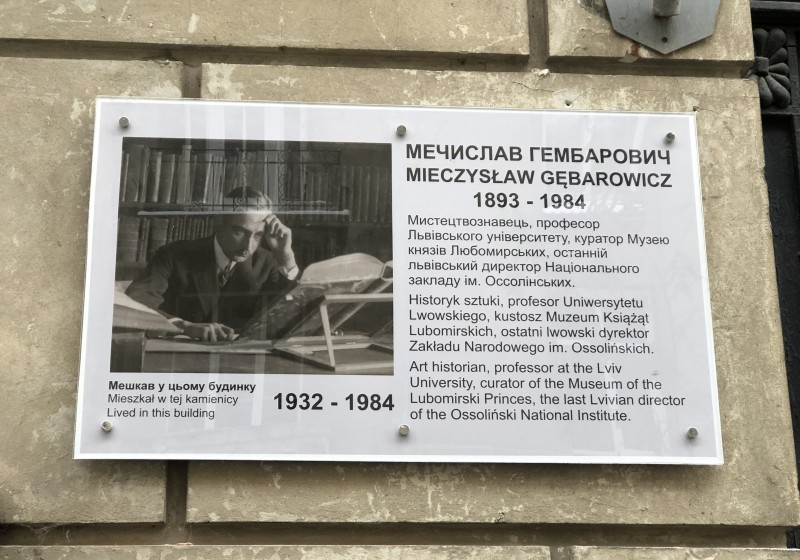 МЕЧИСЛАВ ГЕМБАРОВИЧ
MIECZYSŁAW GĘBAROWICZ
1893 - 1984
Мистецтвознавець, професор
Львівського університету, куратор Музею
князів Любомирських, останній
львівський директор Національного
закладу ім. Оссолінських.
Historyk sztuki, profesor Uniwersytetu
Lwowskiego, kustosz Muzeum Książąt
Lubomirskich, ostatni lwowski dyrektor
Zakładu Narodowego im. Ossolińskich.
Art historian, professor at the Lviv
University, curator of the Museum of the
Lubomirski Princes, the last Lvivian director
of the Ossoliński National Institute.
Мешкав у цьому будинку
Mieszkał w tej kamienicy
Lived in this building
1932 - 1984